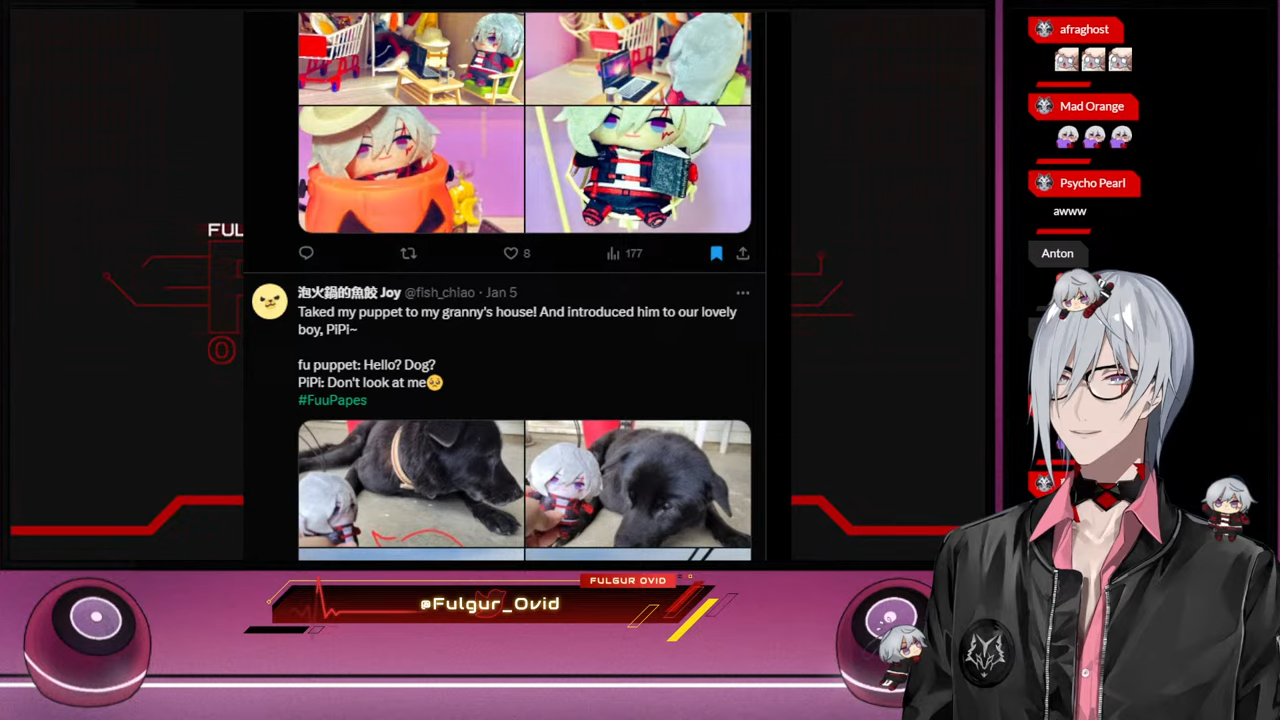 FUL
8
177
泡火鍋的魚餃 Joy @fish_chiao · Jan 5
Taked my puppet to my granny's house! And introduced him to our lovely
boy, PIPi~
fu puppet: Hello? Dog?
PiPi: Don't look at me🥺
#FuuPapes
FULGUR OVID
@Fulgur_Ovid
afraghost
Mad Orange
Psycho Pearl
awww
Anton